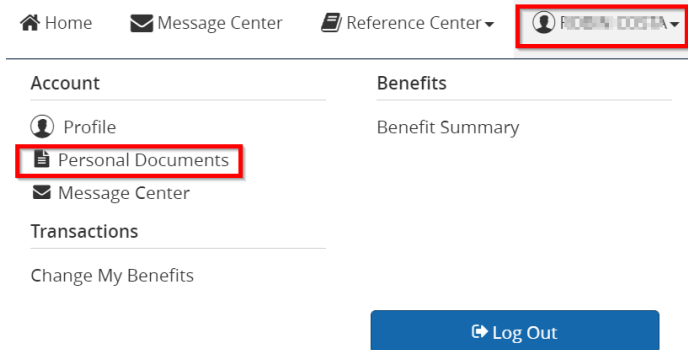 Home Message Center Reference Center
Account Benefits
Profile Benefit Summary
Personal Documents
Message Center
Transactions
Change My Benefits
Log Out